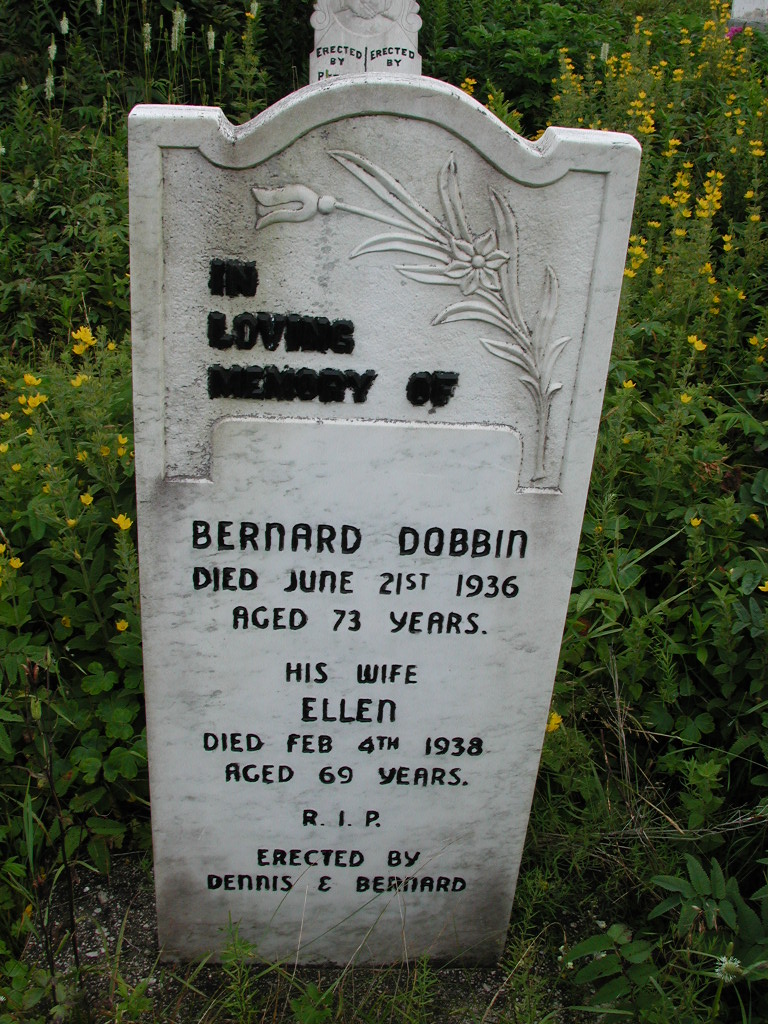 ERECTED BY
ERECTED BY
IN
LOVING
MEMORY OF
BERNARD DOBBIN
DIED JUNE 21ST 1936
AGED 73 YEARS.
HIS WIFE
ELLEN
DIED FEB 4TH 1938
AGED 69 YEARS.
R. I. P.
ERECTED BY
DENNIS & BERNARD